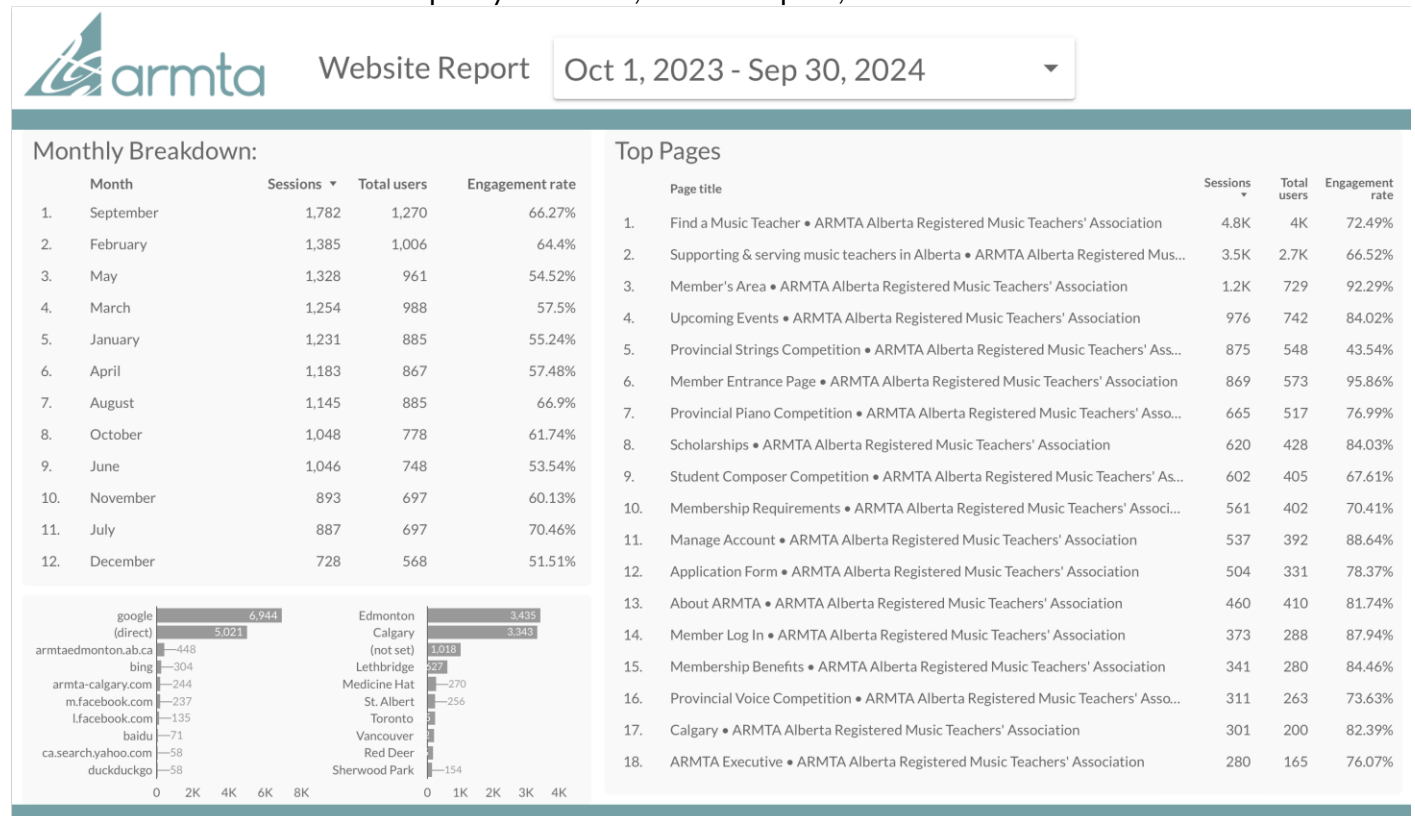 armta
Website Report
Oct 1, 2023 - Sep 30, 2024
Monthly Breakdown:
Month Sessions Total users Engagement rate
1. September 1,782 1,270 66.27%
2. February 1,385 1,006 64.4%
3. May 1,328 961 54.52%
4. March 1,254 988 57.5%
5. January 1,231 885 55.24%
6. April 1,183 867 57.48%
7. August 1,145 885 66.9%
8. October 1,048 778 61.74%
9. June 1,046 748 53.54%
10. November 893 697 60.13%
11. July 887 697 70.46%
12. December 728 568 51.51%
google 6,944
(direct) 5,021
armtaedmonton.ab.ca 448
bing 304
armta-calgary.com 244
m.facebook.com 237
l.facebook.com 135
baidu 71
ca.search.yahoo.com 58
duckduckgo 58
0 2K 4K 6K 8K
Edmonton 3,435
Calgary 3,343
(not set) 1,018
Lethbridge 627
Medicine Hat 270
St. Albert 256
Toronto
Vancouver
Red Deer
Sherwood Park 154
0 1K 2K 3K 4K
Top Pages
Page title Sessions Total users Engagement rate
1. Find a Music Teacher • ARMTA Alberta Registered Music Teachers' Association 4.8K 4K 72.49%
2. Supporting & serving music teachers in Alberta • ARMTA Alberta Registered Mus... 3.5K 2.7K 66.52%
3. Member's Area • ARMTA Alberta Registered Music Teachers' Association 1.2K 729 92.29%
4. Upcoming Events • ARMTA Alberta Registered Music Teachers' Association 976 742 84.02%
5. Provincial Strings Competition • ARMTA Alberta Registered Music Teachers' Ass... 875 548 43.54%
6. Member Entrance Page • ARMTA Alberta Registered Music Teachers' Association 869 573 95.86%
7. Provincial Piano Competition • ARMTA Alberta Registered Music Teachers' Asso... 665 517 76.99%
8. Scholarships • ARMTA Alberta Registered Music Teachers' Association 620 428 84.03%
9. Student Composer Competition • ARMTA Alberta Registered Music Teachers' As... 602 405 67.61%
10. Membership Requirements • ARMTA Alberta Registered Music Teachers' Associ... 561 402 70.41%
11. Manage Account • ARMTA Alberta Registered Music Teachers' Association 537 392 88.64%
12. Application Form • ARMTA Alberta Registered Music Teachers' Association 504 331 78.37%
13. About ARMTA • ARMTA Alberta Registered Music Teachers' Association 460 410 81.74%
14. Member Log In • ARMTA Alberta Registered Music Teachers' Association 373 288 87.94%
15. Membership Benefits • ARMTA Alberta Registered Music Teachers' Association 341 280 84.46%
16. Provincial Voice Competition • ARMTA Alberta Registered Music Teachers' Asso... 311 263 73.63%
17. Calgary • ARMTA Alberta Registered Music Teachers' Association 301 200 82.39%
18. ARMTA Executive • ARMTA Alberta Registered Music Teachers' Association 280 165 76.07%